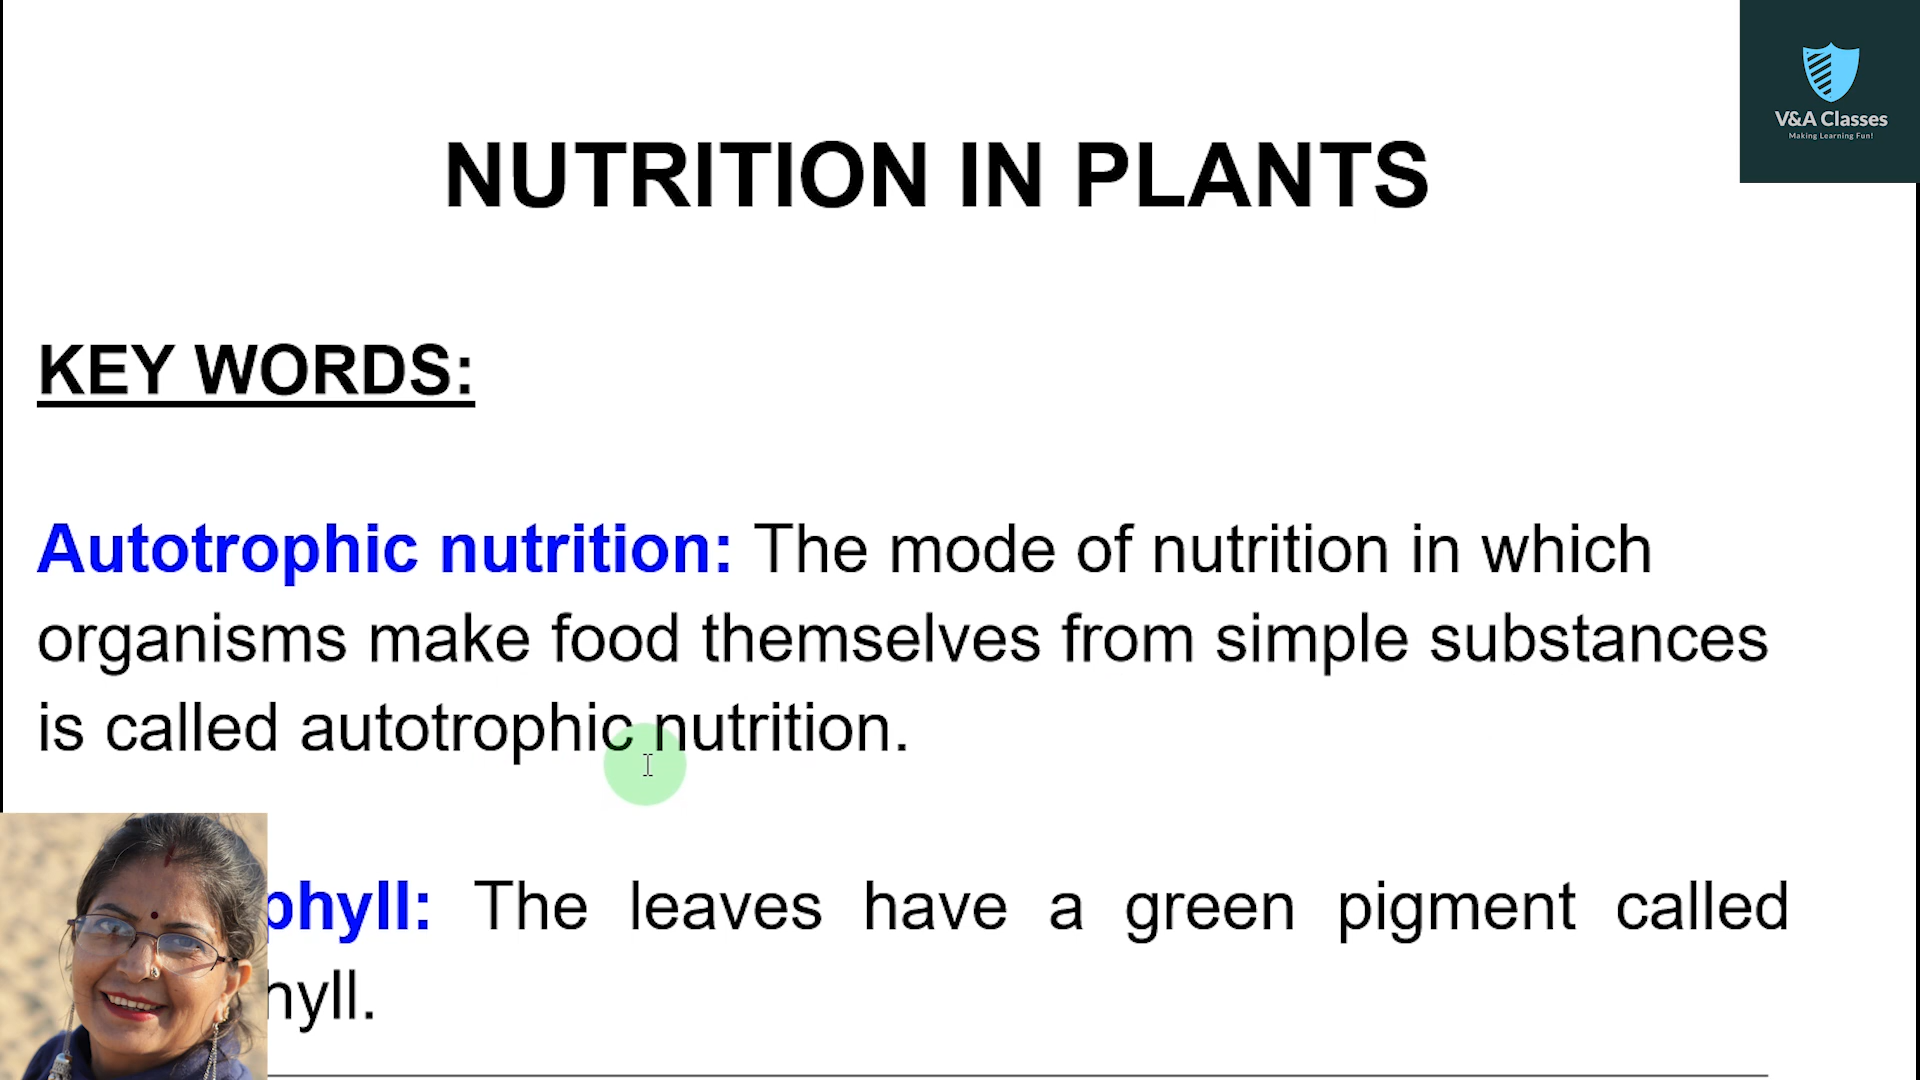 V&A Classes
Making Learning Fun!
NUTRITION IN PLANTS
KEY WORDS:
Autotrophic nutrition: The mode of nutrition in which
organisms make food themselves from simple substances
is called autotrophic nutrition.
phyll: The leaves have a green pigment called
hyll.